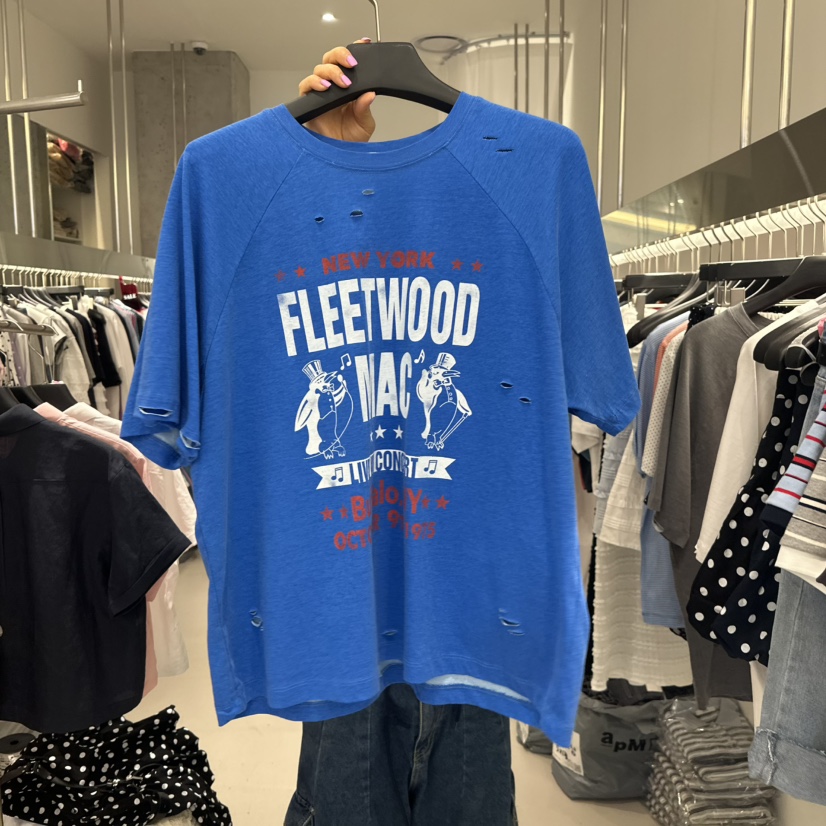 NEW YORK
FLEETWOOD
MAC
LIVE CONCERT
apM